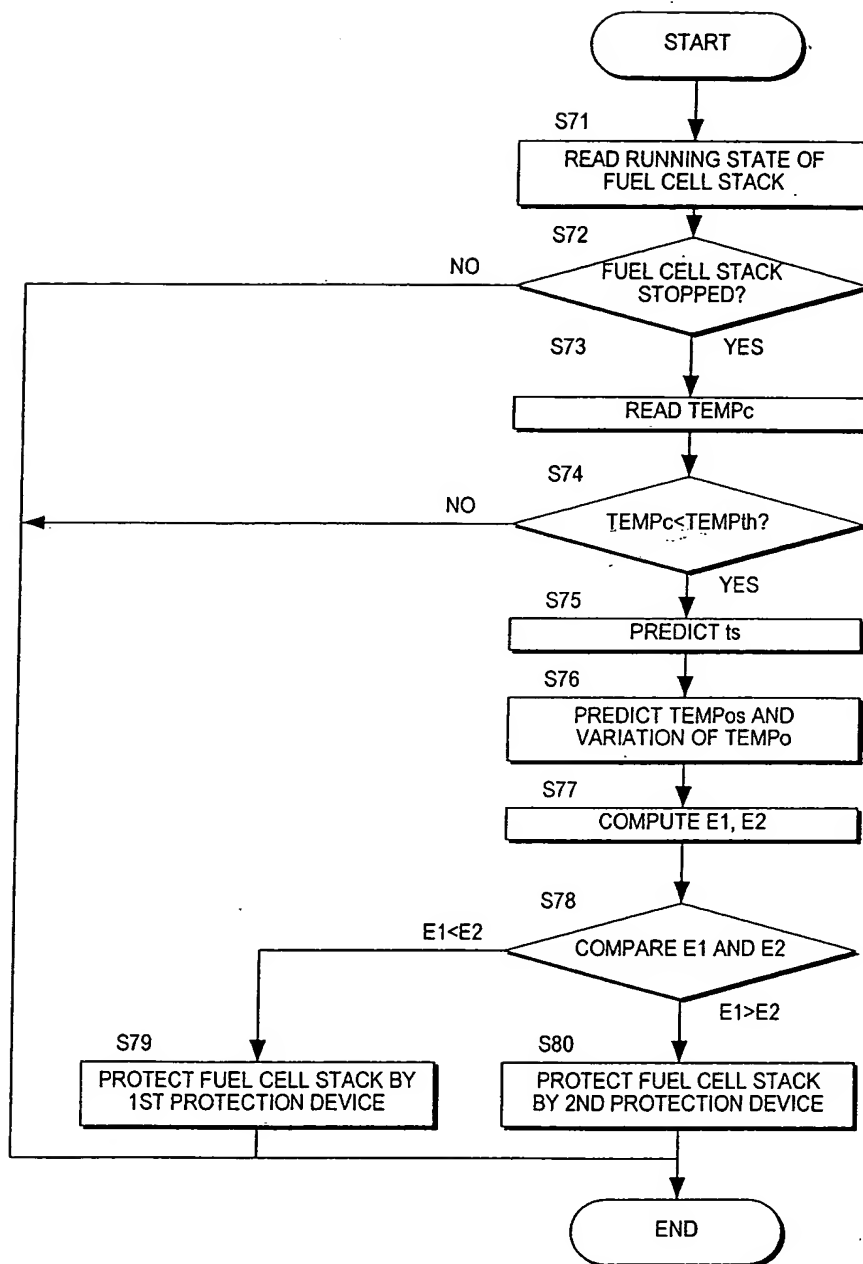 START
S71
READ RUNNING STATE OF
FUEL CELL STACK
S72
NO
FUEL CELL STACK
STOPPED?
S73
YES
READ TEMPc
S74
NO
TEMPc<TEMPth?
YES
S75
PREDICT ts
S76
PREDICT TEMPos AND
VARIATION OF TEMPo
S77
COMPUTE E1, E2
S78
E1<E2
COMPARE E1 AND E2
E1>E2
S79
PROTECT FUEL CELL STACK BY
1ST PROTECTION DEVICE
S80
PROTECT FUEL CELL STACK
BY 2ND PROTECTION DEVICE
END